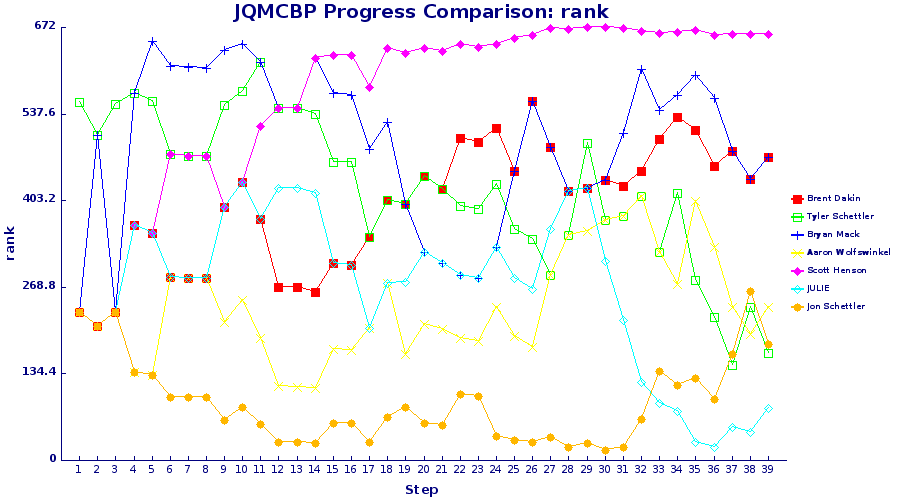 JQMCBP Progress Comparison: rank
672
537.6
403.2
268.8
134.4
0
rank
1 2 3 4 5 6 7 8 9 10 11 12 13 14 15 16 17 18 19 20 21 22 23 24 25 26 27 28 29 30 31 32 33 34 35 36 37 38 39
Step
Brent Dakin
Tyler Schettler
Bryan Mack
Aaron Wolfswinkel
Scott Henson
JULIE
Jon Schettler